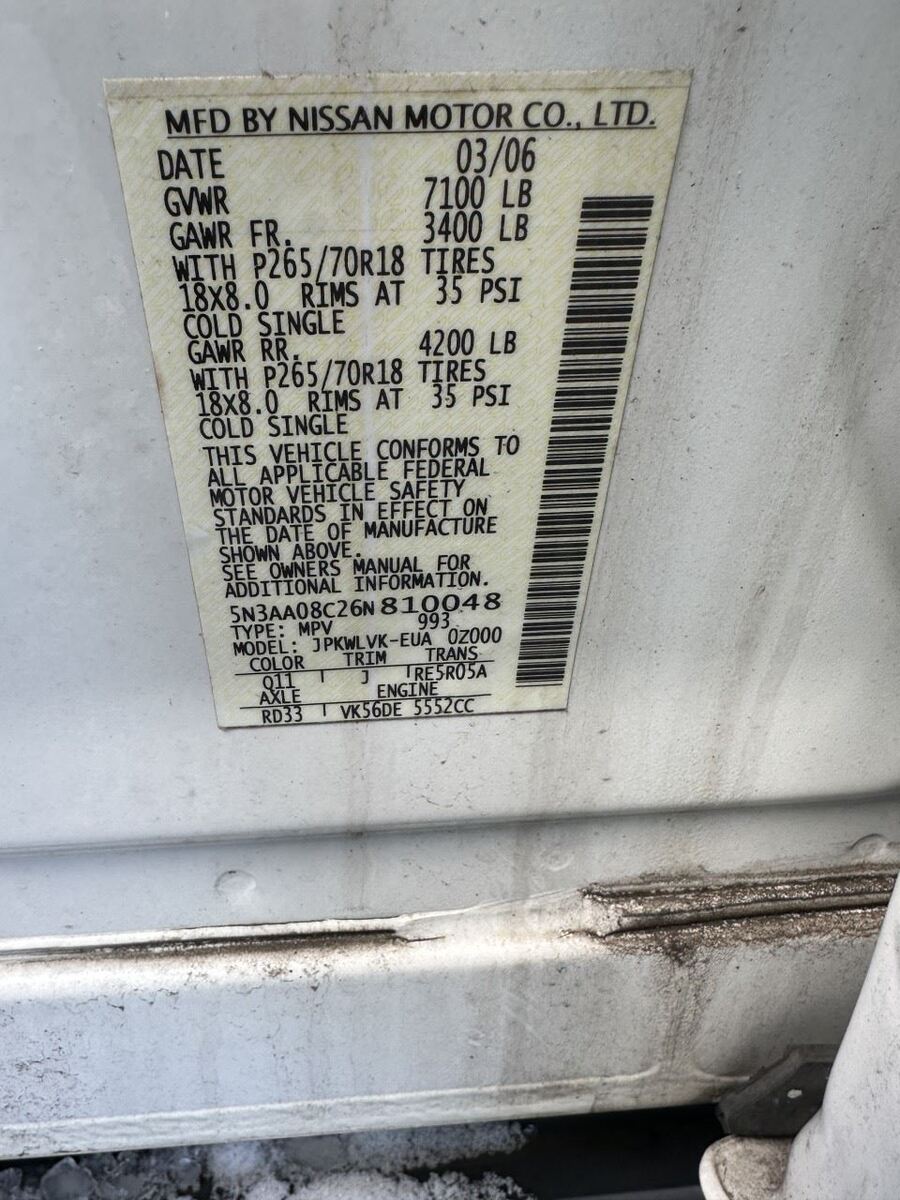 MFD BY NISSAN MOTOR CO., LTD.
DATE 03/06
GVWR 7100 LB
GAWR FR. 3400 LB
WITH P265/70R18 TIRES
18X8.0 RIMS AT 35 PSI
COLD SINGLE
GAWR RR. 4200 LB
WITH P265/70R18 TIRES
18X8.0 RIMS AT 35 PSI
COLD SINGLE
THIS VEHICLE CONFORMS TO
ALL APPLICABLE FEDERAL
MOTOR VEHICLE SAFETY
STANDARDS IN EFFECT ON
THE DATE OF MANUFACTURE
SHOWN ABOVE.
SEE OWNERS MANUAL FOR
ADDITIONAL INFORMATION.
5N3AA08C26N810048
TYPE: MPV 993
MODEL: JPKWLVK-EUA 0Z000
COLOR TRIM TRANS
Q11 J RE5R05A
AXLE ENGINE
RD33 VK56DE 5552CC